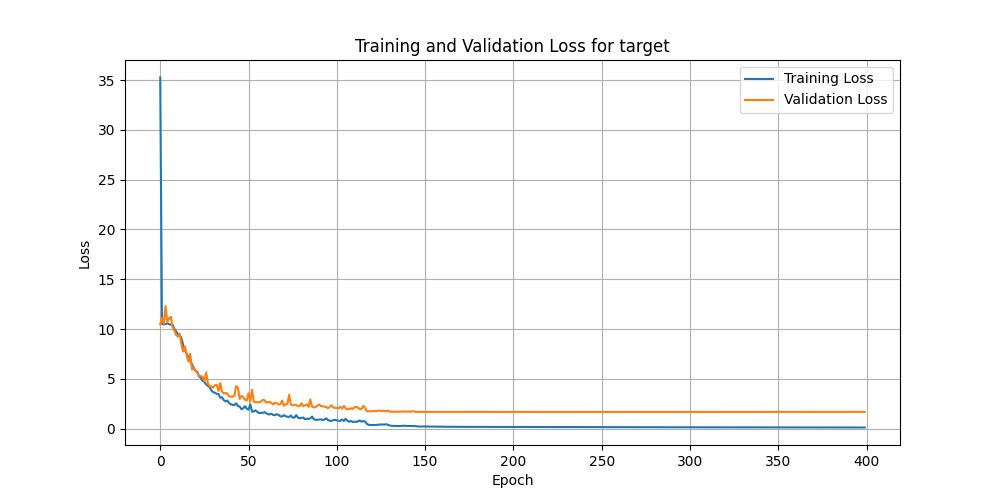 Training and Validation Loss for target
Training Loss
Validation Loss
Loss
35
30
25
20
15
10
5
0
0 50 100 150 200 250 300 350 400
Epoch